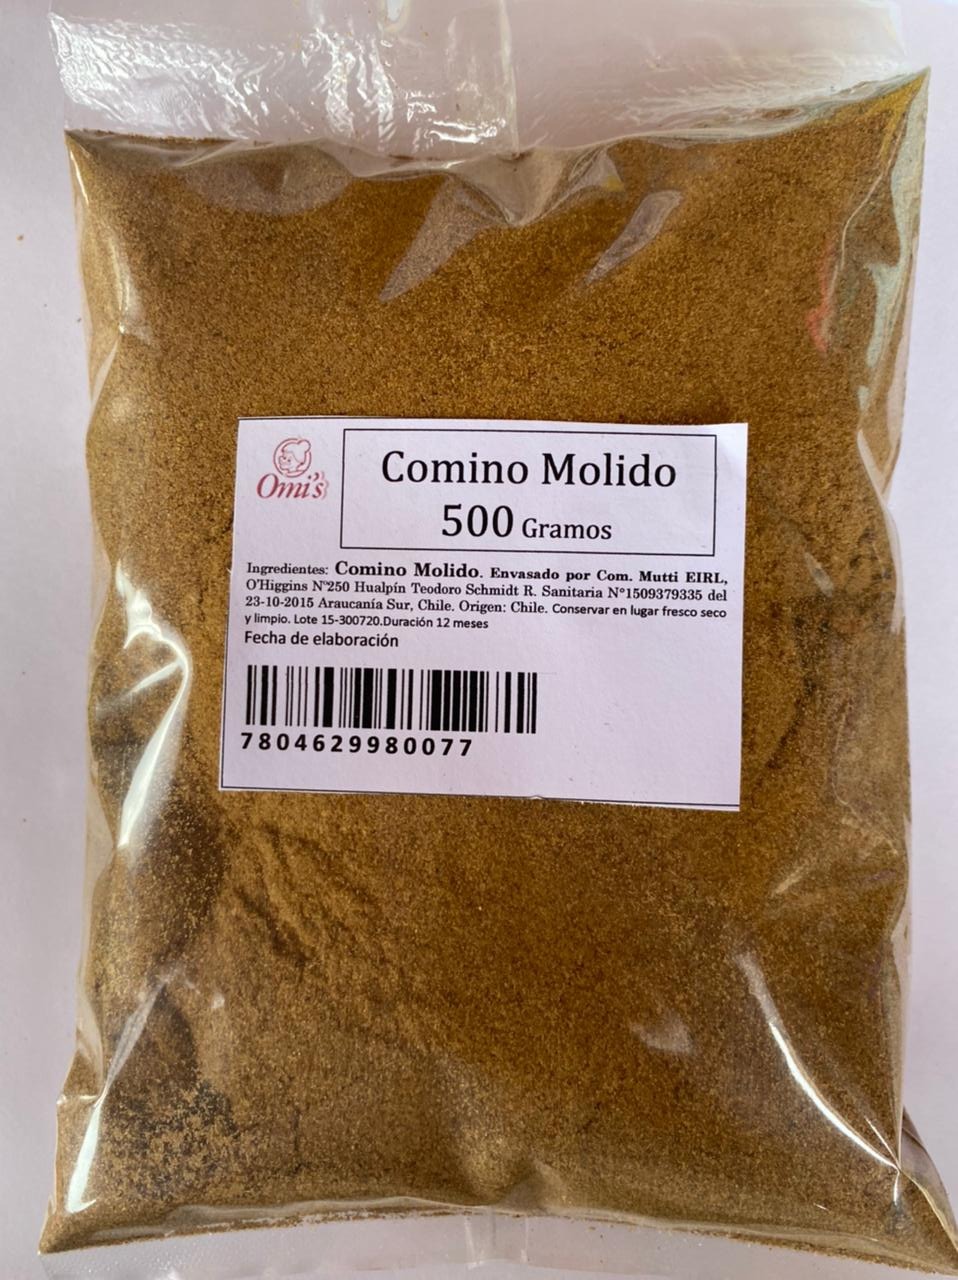 Omi's
Comino Molido
500 Gramos
Ingredientes: Comino Molido. Envasado por Com. Mutti EIRL,
O'Higgins N°250 Hualpín Teodoro Schmidt R. Sanitaria N°1509379335 del
23-10-2015 Araucanía Sur, Chile. Origen: Chile. Conservar en lugar fresco seco
y limpio. Lote 15-300720.Duración 12 meses
Fecha de elaboración
7804629980077